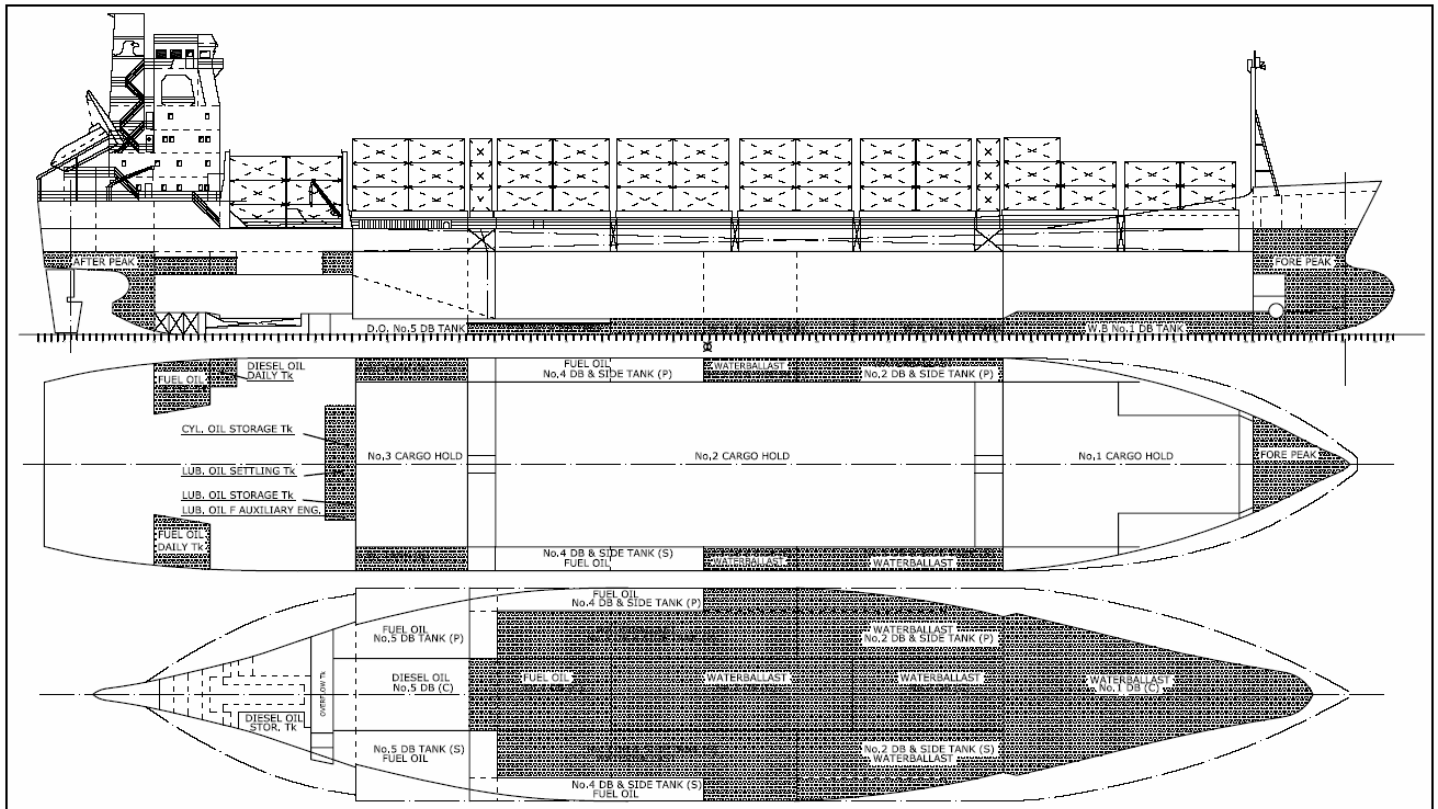 AFTER PEAK
FORE PEAK
D.O. No.5 DB TANK
W.B No.1 DB TANK
DIESEL OIL
DAILY Tk
FUEL OIL
FUEL OIL
No.4 DB & SIDE TANK (P)
WATERBALLAST
No.2 DB & SIDE TANK (P)
CYL. OIL STORAGE Tk
No,3 CARGO HOLD
No,2 CARGO HOLD
No,1 CARGO HOLD
FORE PEAK
LUB. OIL SETTLING Tk
LUB. OIL STORAGE Tk
LUB. OIL F AUXILIARY ENG.
FUEL OIL
DAILY Tk
No.4 DB & SIDE TANK (S)
FUEL OIL
WATERBALLAST
WATERBALLAST
FUEL OIL
No.4 DB & SIDE TANK (P)
FUEL OIL
No,5 DB TANK (P)
WATERBALLAST
No,2 DB & SIDE TANK (P)
DIESEL OIL
No,5 DB (C)
FUEL OIL
WATERBALLAST
WATERBALLAST
WATERBALLAST
No,1 DB (C)
OVERFLOW Tk
DIESEL OIL
STOR. Tk
No,5 DB TANK (S)
FUEL OIL
No.2 DB & SIDE TANK (S)
WATERBALLAST
No.4 DB & SIDE TANK (S)
FUEL OIL